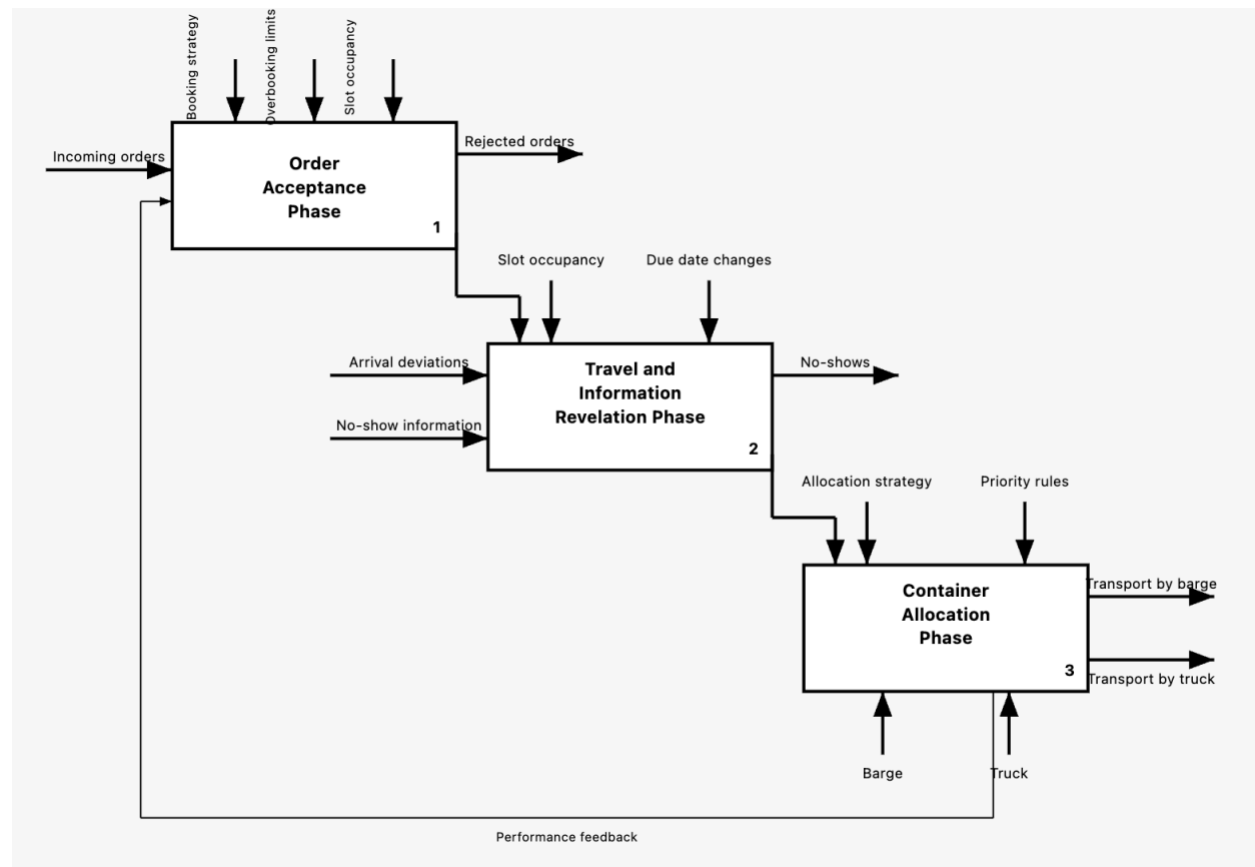 Booking strategy
Overbooking limits
Slot occupancy
Incoming orders
Order
Acceptance
Phase
1
Rejected orders
Slot occupancy
Due date changes
Arrival deviations
No-show information
Travel and
Information
Revelation Phase
2
No-shows
Allocation strategy
Priority rules
Container
Allocation
Phase
3
Transport by barge
Transport by truck
Barge
Truck
Performance feedback